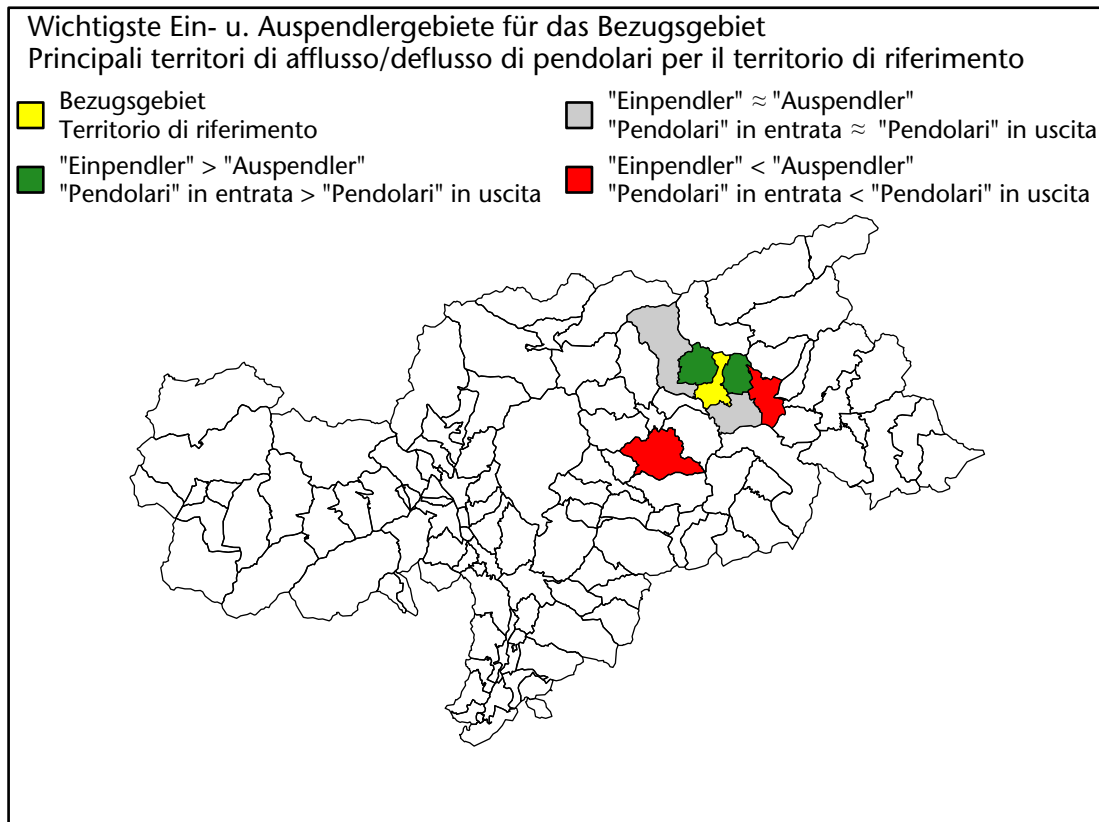 Wichtigste Ein- u. Auspendlergebiete für das Bezugsgebiet
Principali territori di afflusso/deflusso di pendolari per il territorio di riferimento
Bezugsgebiet
Territorio di riferimento
"Einpendler" > "Auspendler"
"Pendolari" in entrata > "Pendolari" in uscita
"Einpendler" ≈ "Auspendler"
"Pendolari" in entrata ≈ "Pendolari" in uscita
"Einpendler" < "Auspendler"
"Pendolari" in entrata < "Pendolari" in uscita